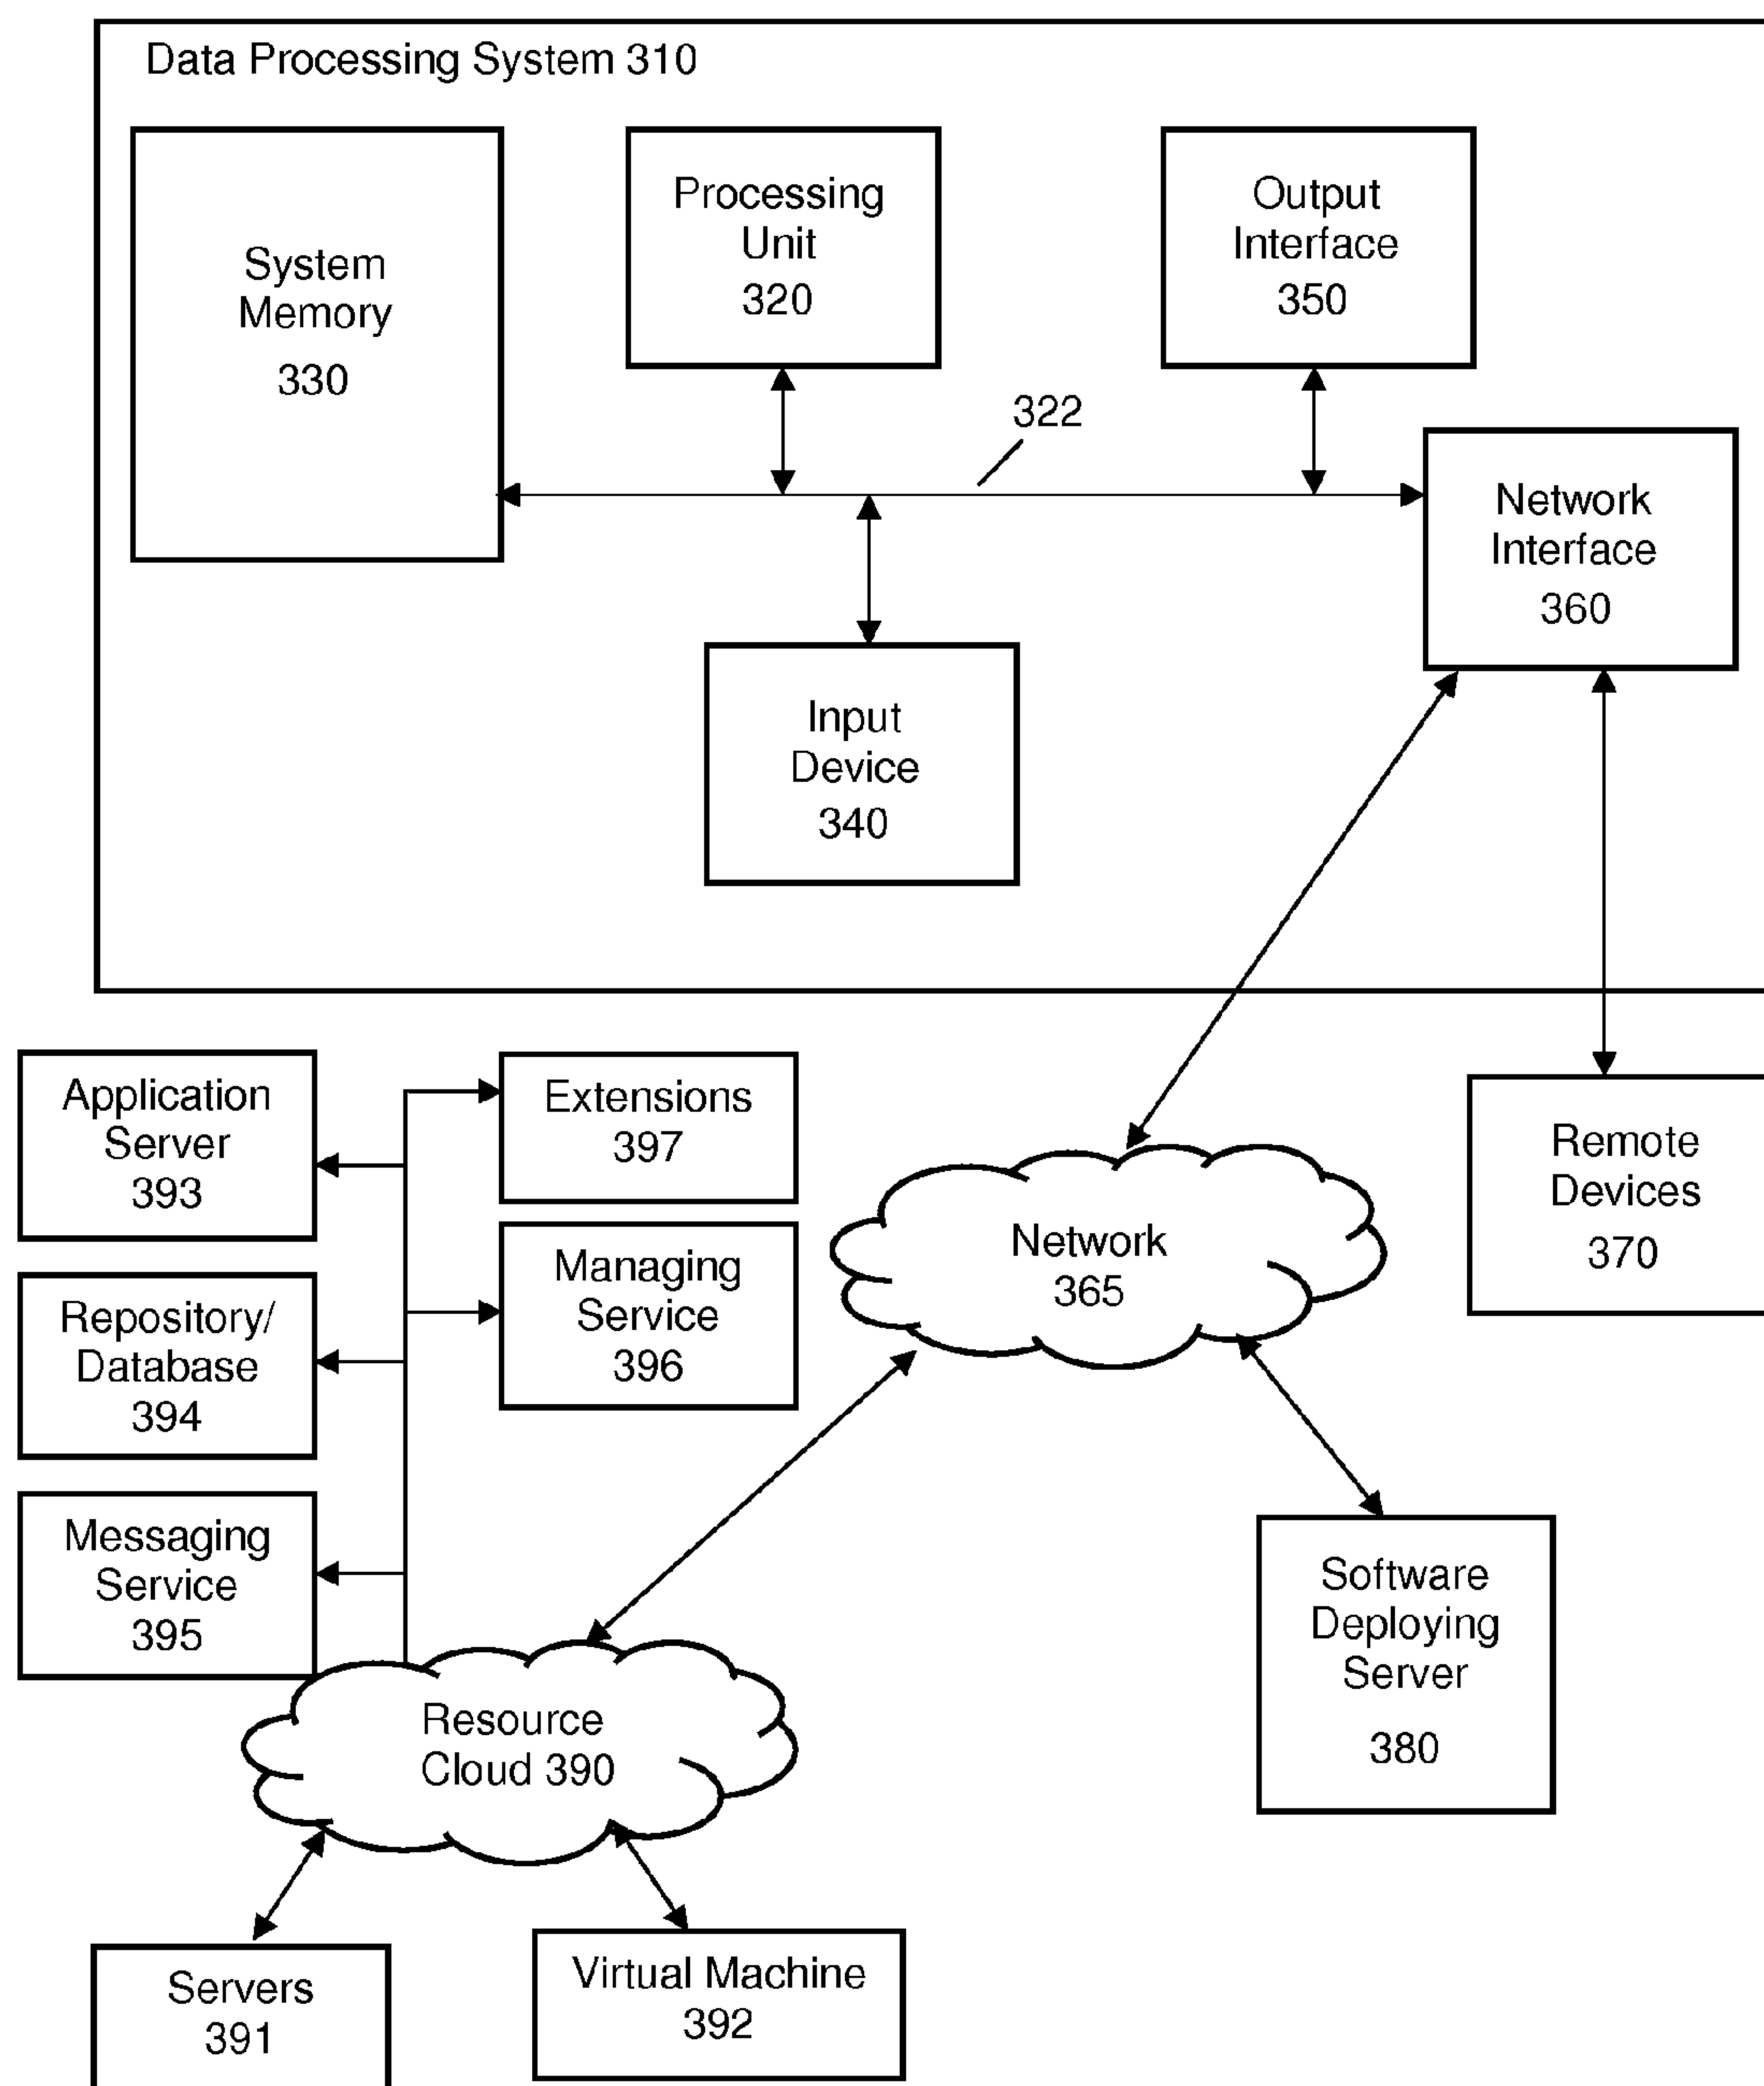 Data Processing System 310
System
Memory
330
Processing
Unit
320
Output
Interface
350
322
Network
Interface
360
Input
Device
340
Application
Server
393
Extensions
397
Remote
Devices
370
Network
365
Managing
Service
396
Repository/
Database
394
Messaging
Service
395
Software
Deploying
Server
380
Resource
Cloud 390
Servers
391
Virtual Machine
392